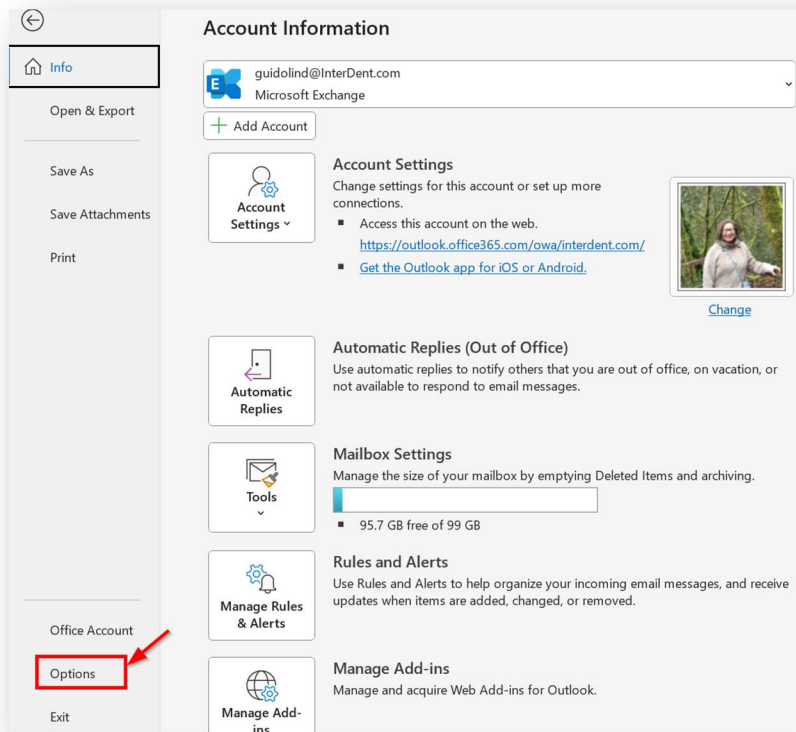 Account Information
Info
Open & Export
Save As
Save Attachments
Print
Office Account
Options
Exit
E
guidolind@InterDent.com
Microsoft Exchange
Add Account
Account
Settings
Account Settings
Change settings for this account or set up more
connections.
Access this account on the web.
https://outlook.office365.com/owa/interdent.com/
Get the Outlook app for iOS or Android.
Change
Automatic
Replies
Automatic Replies (Out of Office)
Use automatic replies to notify others that you are out of office, on vacation, or
not available to respond to email messages.
Tools
Mailbox Settings
Manage the size of your mailbox by emptying Deleted Items and archiving.
95.7 GB free of 99 GB
Manage Rules
& Alerts
Rules and Alerts
Use Rules and Alerts to help organize your incoming email messages, and receive
updates when items are added, changed, or removed.
Manage Add-
ins
Manage Add-ins
Manage and acquire Web Add-ins for Outlook.